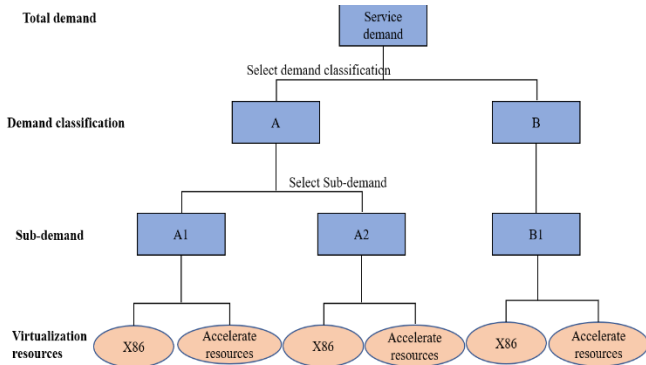 Total demand
Service
demand
Select demand classification
Demand classification
A
B
Select Sub-demand
Sub-demand
A1
A2
B1
Virtualization
resources
X86
Accelerate
resources
X86
Accelerate
resources
X86
Accelerate
resources